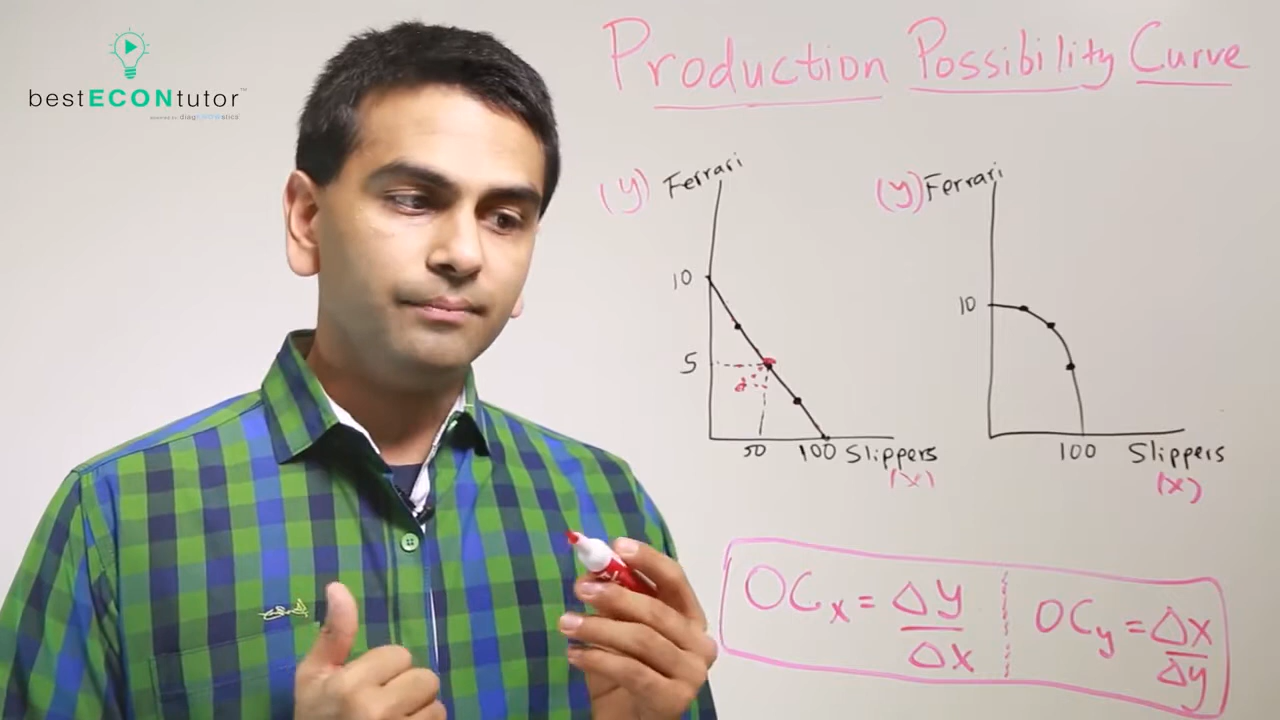 bestECONtutor™
Production Possibility Curve
(y) Ferrari
10
5
50 100 Slippers
(x)
(y) Ferrari
10
100 Slippers
(x)
OCx = Δy/Δx
OCy = Δx/Δy